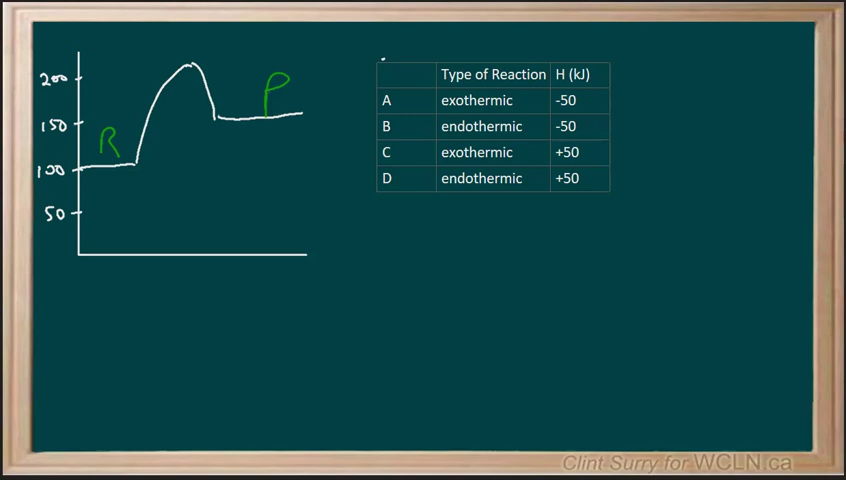 200
150
100
50
R
P
Type of Reaction H (kJ)
A exothermic -50
B endothermic -50
C exothermic +50
D endothermic +50
Clint Surry for WCLN.ca